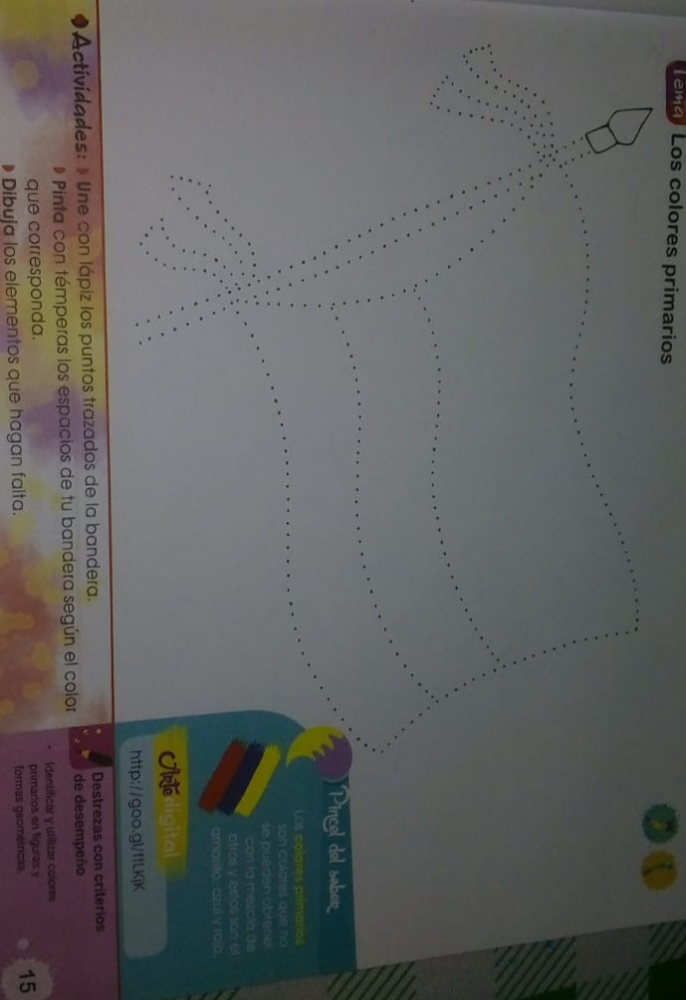 Tema Los colores primarios
Pincel del saber
Los colores primarios
son colores que no
se pueden obtener
con la mezcla de
otros y estos son el
amarillo, azul y rojo.
Arte digital
http://goo.gl/f1LKjK
Actividades: Une con lápiz los puntos trazados de la bandera.
Pinta con témperas los espacios de tu bandera según el color
que corresponda.
Dibuja los elementos que hagan falta.
Destrezas con criterios
de desempeño
• Identificar y utilizar colores
primarios en figuras y
formas geométricas.
15